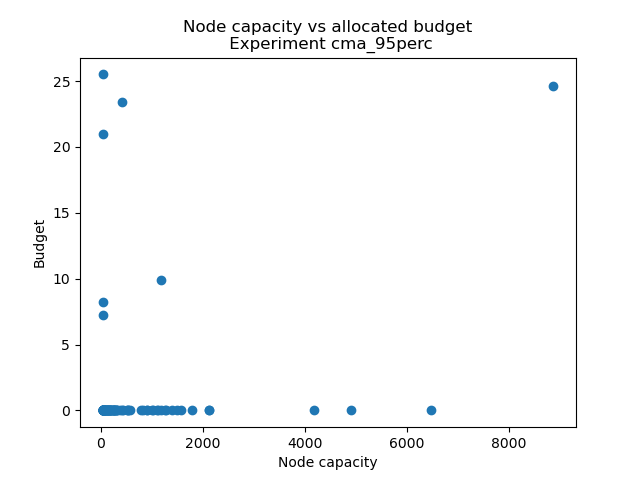 Node capacity vs allocated budget
Experiment cma_95perc
25
20
15
10
5
0
Budget
0 2000 4000 6000 8000
Node capacity